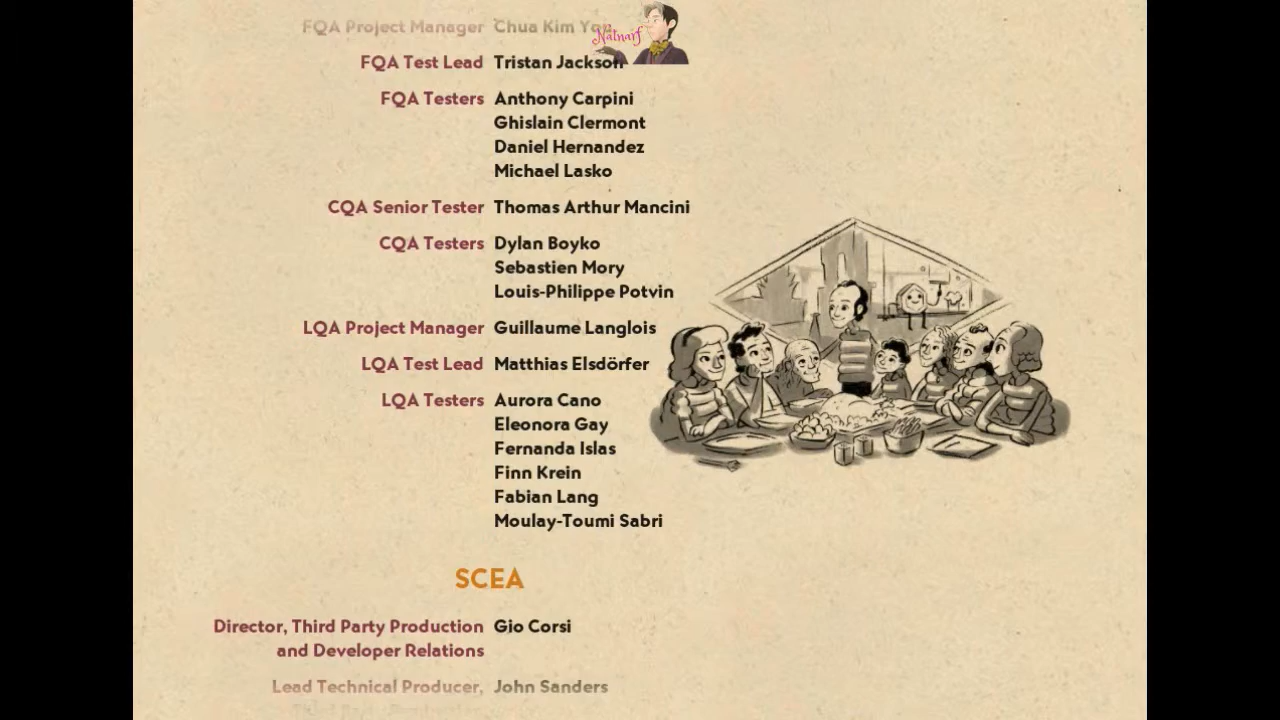 FQA Project Manager Chua Kim
Natnarf
FQA Test Lead Tristan Jackson
FQA Testers Anthony Carpini
Ghislain Clermont
Daniel Hernandez
Michael Lasko
CQA Senior Tester Thomas Arthur Mancini
CQA Testers Dylan Boyko
Sebastien Mory
Louis-Philippe Potvin
LQA Project Manager Guillaume Langlois
LQA Test Lead Matthias Elsdörfer
LQA Testers Aurora Cano
Eleonora Gay
Fernanda Islas
Finn Krein
Fabian Lang
Moulay-Toumi Sabri
SCEA
Director, Third Party Production Gio Corsi
and Developer Relations
Lead Technical Producer, John Sanders